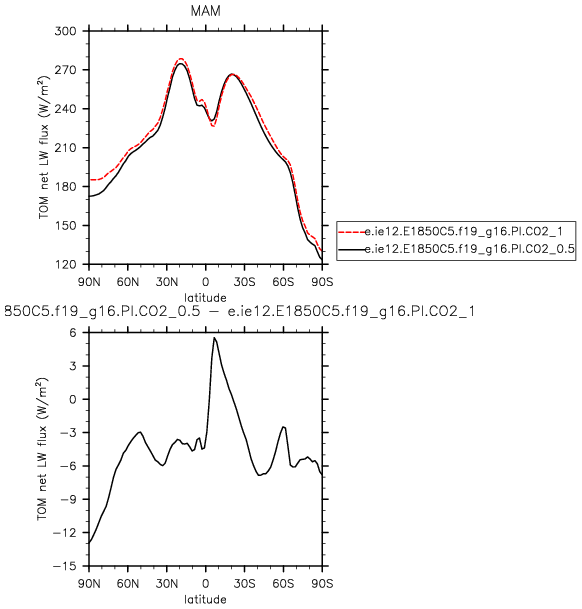 MAM
300
270
240
210
180
150
120
TOM net LW flux (W/m²)
90N 60N 30N 0 30S 60S 90S
latitude
e.ie12.E1850C5.f19_g16.PI.CO2_1
e.ie12.E1850C5.f19_g16.PI.CO2_0.5
850C5.f19_g16.PI.CO2_0.5 – e.ie12.E1850C5.f19_g16.PI.CO2_1
6
3
0
−3
−6
−9
−12
−15
TOM net LW flux (W/m²)
90N 60N 30N 0 30S 60S 90S
latitude